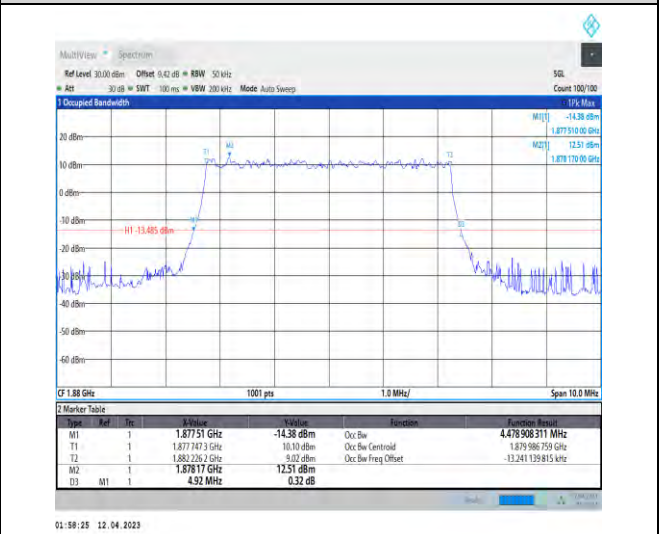 MultiView Spectrum
Ref Level 30.00 dBm Offset 9.42 dB RBW 50 kHz SGL
Att 30 dB SWT 100 ms VBW 200 kHz Mode Auto Sweep Count 100/100
1 Occupied Bandwidth 1Pk Max
M1[1] -14.38 dBm
1.877 510 00 GHz
M2[1] 12.51 dBm
1.878 170 00 GHz
20 dBm
T1 M2 T2
10 dBm
0 dBm
-10 dBm
H1 -13.485 dBm
-20 dBm
-30 dBm
-40 dBm
-50 dBm
-60 dBm
CF 1.88 GHz 1001 pts 1.0 MHz/ Span 10.0 MHz
2 Marker Table
Type Ref Trc X-Value Y-Value Function Function Result
M1 1 1.877 51 GHz -14.38 dBm Occ Bw 4.478 908 311 MHz
T1 1 1.877 747 3 GHz 10.10 dBm Occ Bw Centroid 1.879 986 759 GHz
T2 1 1.882 226 2 GHz 9.02 dBm Occ Bw Freq Offset -13.241 139 815 kHz
M2 1 1.878 17 GHz 12.51 dBm
D3 M1 1 4.92 MHz 0.32 dB
01:58:25 12.04.2023